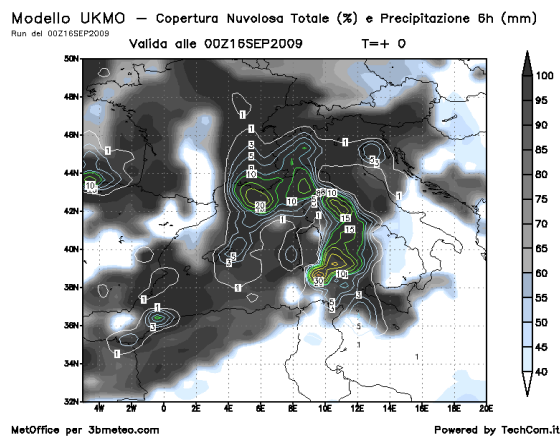 Modello UKMO — Copertura Nuvolosa Totale (%) e Precipitazione 6h (mm)
Run del 00Z16SEP2009
Valida alle 00Z16SEP2009 T=+ 0
50N
48N
46N
44N
42N
40N
38N
36N
34N
32N
4W 2W 0 2E 4E 6E 8E 10E 12E 14E 16E 18E 20E
100
95
90
85
80
75
70
65
60
55
50
45
40
MetOffice per 3bmeteo.com Powered by TechCom.it